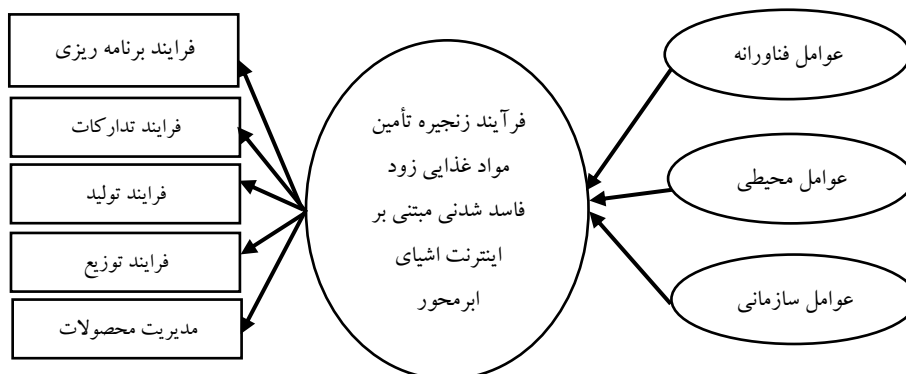 عوامل فناورانه
عوامل محیطی
عوامل سازمانی
فرآیند زنجیره تأمین
مواد غذایی زود
فاسد شدنی مبتنی بر
اینترنت اشیای
ابرمحور
فرایند برنامه ریزی
فرایند تدارکات
فرایند تولید
فرایند توزیع
مدیریت محصولات